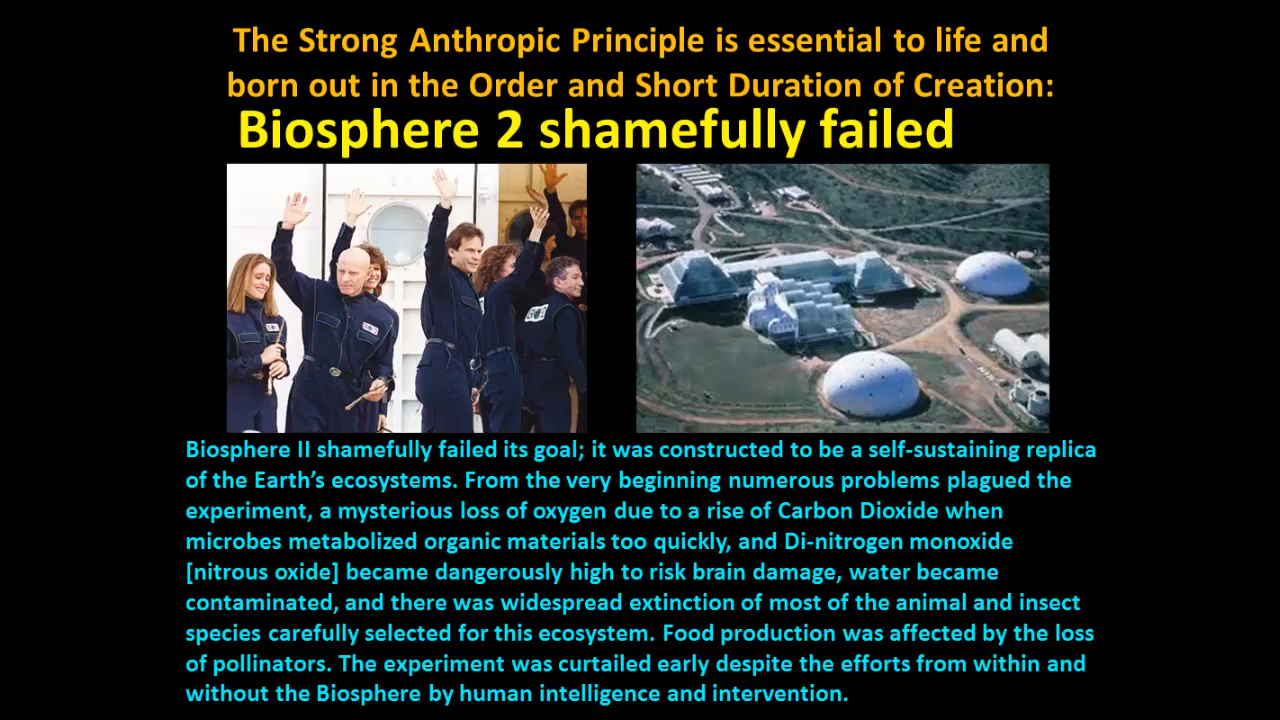 The Strong Anthropic Principle is essential to life and
born out in the Order and Short Duration of Creation:
Biosphere 2 shamefully failed
Biosphere II shamefully failed its goal; it was constructed to be a self-sustaining replica
of the Earth’s ecosystems. From the very beginning numerous problems plagued the
experiment, a mysterious loss of oxygen due to a rise of Carbon Dioxide when
microbes metabolized organic materials too quickly, and Di-nitrogen monoxide
[nitrous oxide] became dangerously high to risk brain damage, water became
contaminated, and there was widespread extinction of most of the animal and insect
species carefully selected for this ecosystem. Food production was affected by the loss
of pollinators. The experiment was curtailed early despite the efforts from within and
without the Biosphere by human intelligence and intervention.